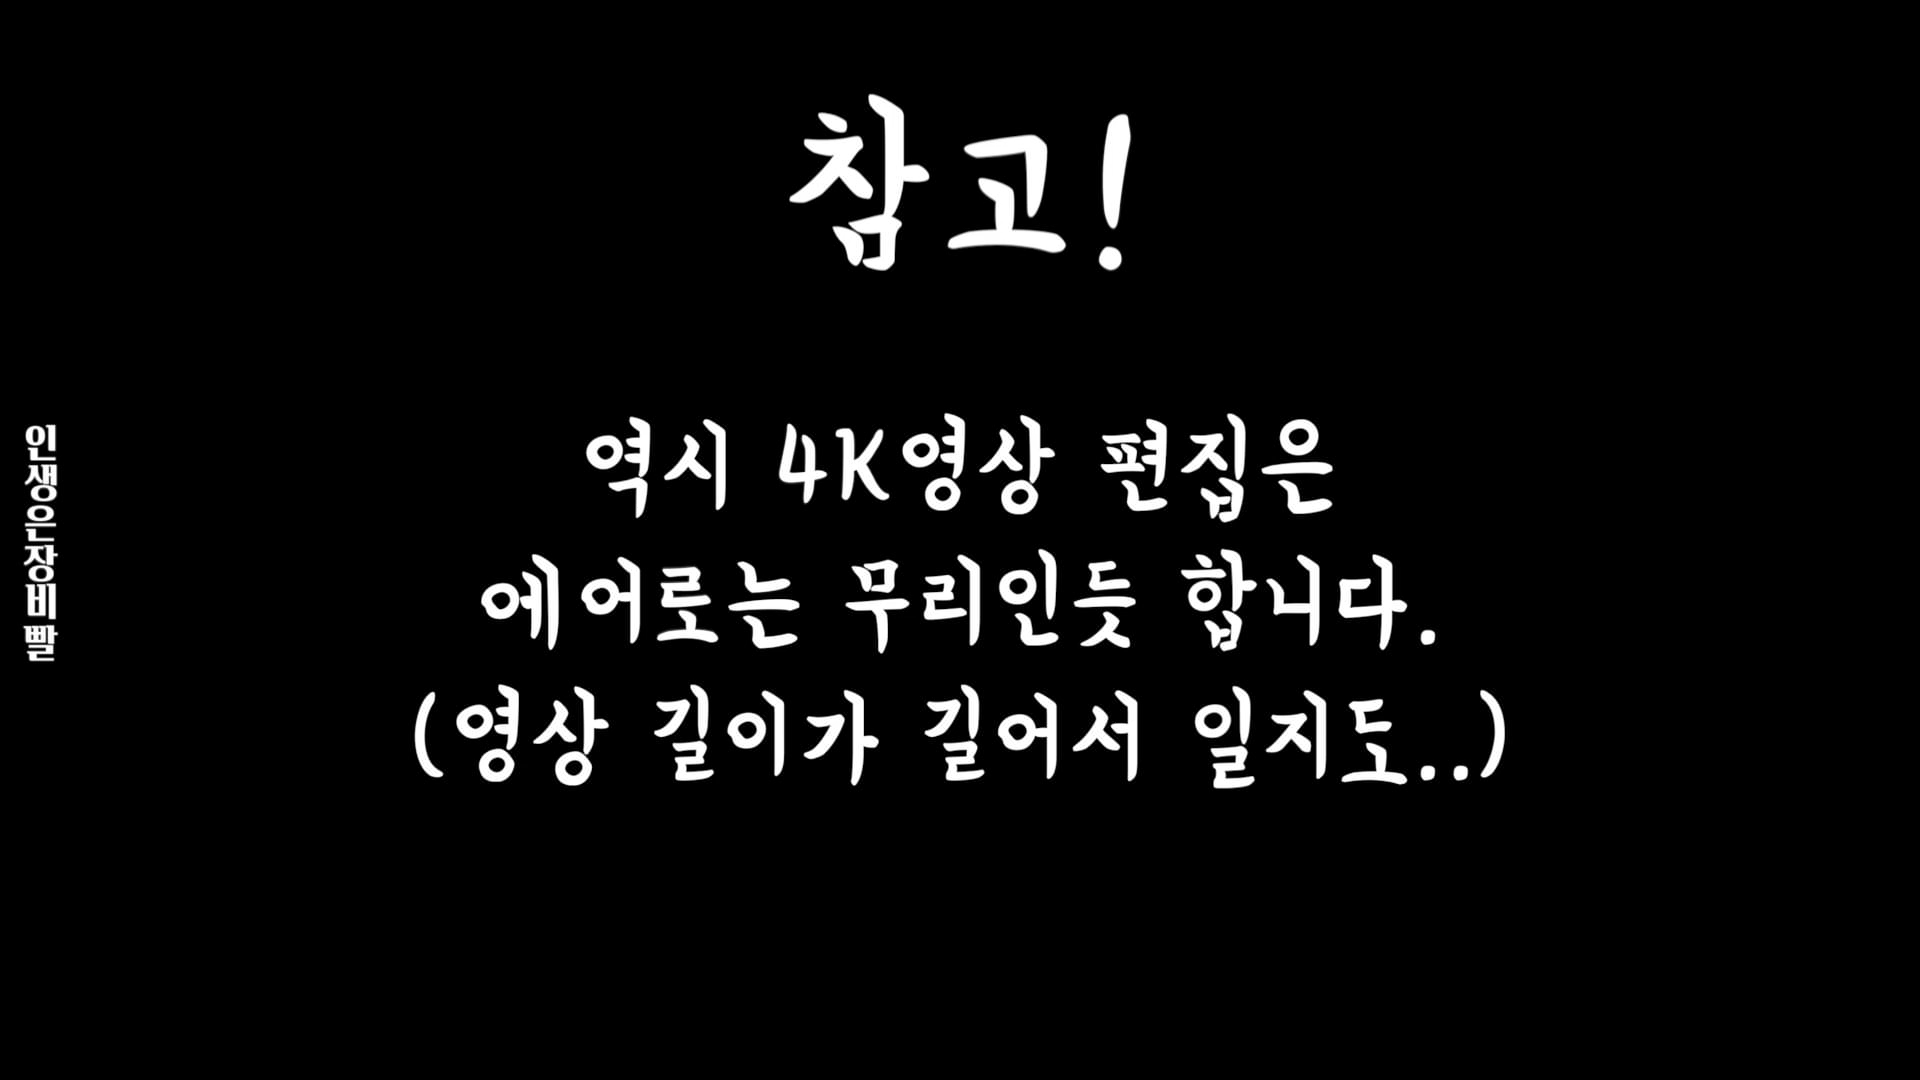 참고!
역시 4K영상 편집은
에어로는 무리인듯 합니다.
(영상 길이가 길어서 일지도..)
인생은장비빨